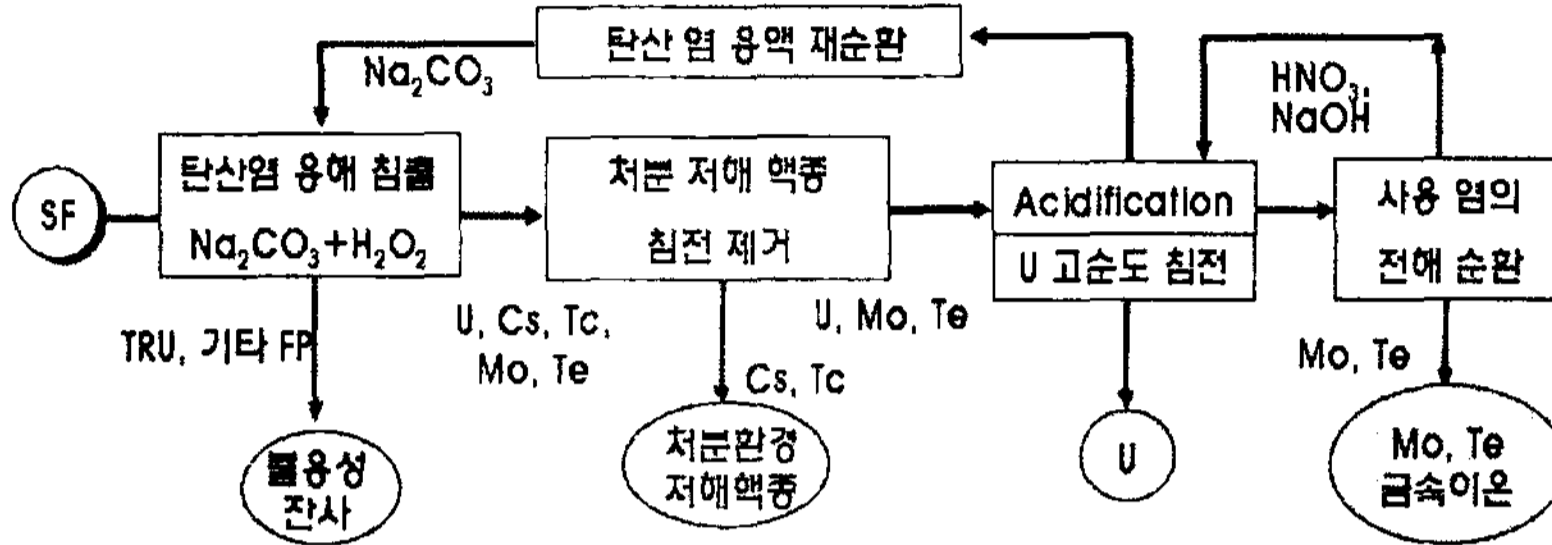 탄산 염 용액 재순환
Na₂CO₃
HNO₃,
NaOH
SF
탄산염 용해 침출
Na₂CO₃+H₂O₂
처분 저해 핵종
침전 제거
Acidification
U 고순도 침전
사용 염의
전해 순환
TRU, 기타 FP
U, Cs, Tc,
Mo, Te
Cs, Tc
U, Mo, Te
Mo, Te
불용성
잔사
처분환경
저해핵종
U
Mo, Te
금속이온